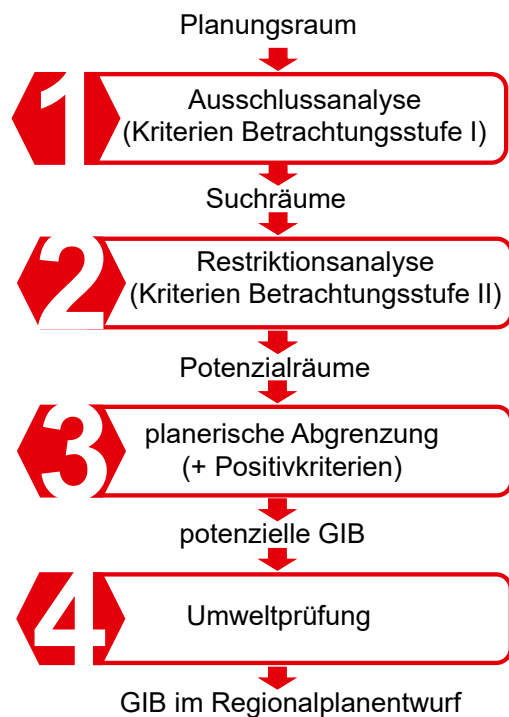 Planungsraum
1
Ausschlussanalyse
(Kriterien Betrachtungsstufe I)
Suchräume
2
Restriktionsanalyse
(Kriterien Betrachtungsstufe II)
Potenzialräume
3
planerische Abgrenzung
(+ Positivkriterien)
potenzielle GIB
4
Umweltprüfung
GIB im Regionalplanentwurf